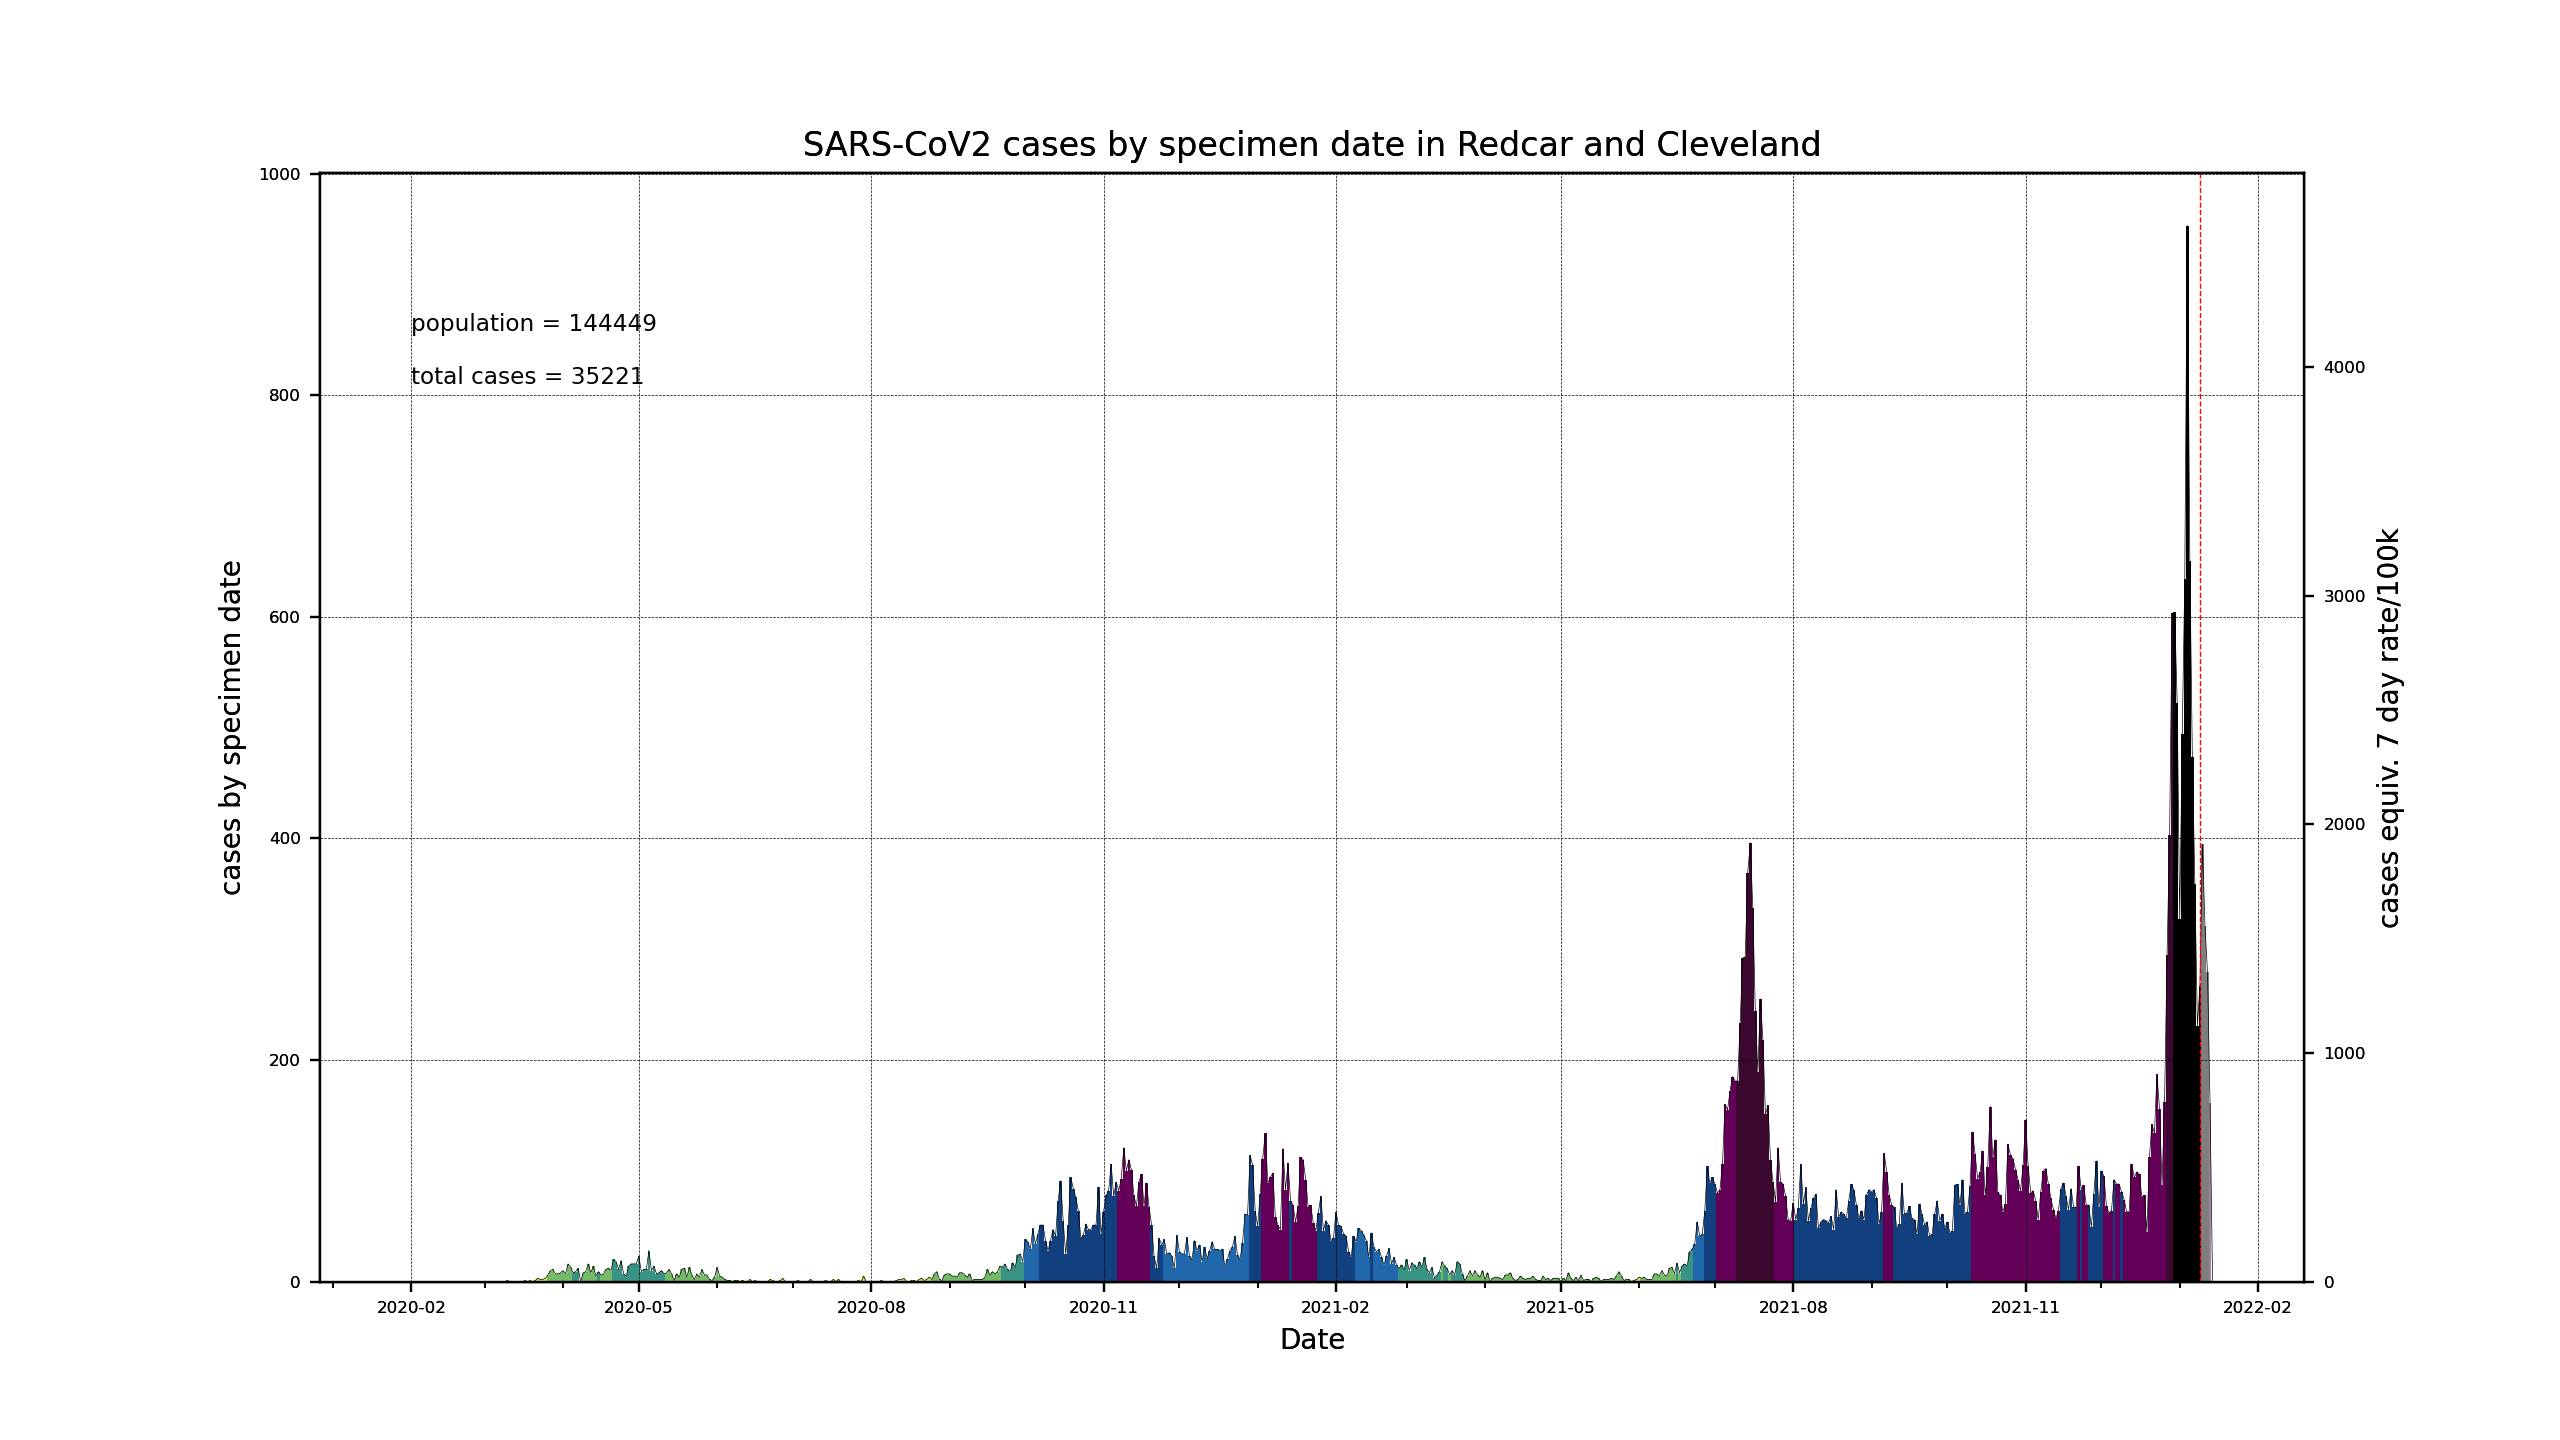 SARS-CoV2 cases by specimen date in Redcar and Cleveland
population = 144449
total cases = 35221
cases by specimen date
1000
800
600
400
200
0
cases equiv. 7 day rate/100k
4000
3000
2000
1000
0
2020-02 2020-05 2020-08 2020-11 2021-02 2021-05 2021-08 2021-11 2022-02
Date